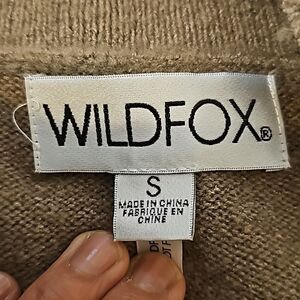 WILDFOX®
S
MADE IN CHINA
FABRIQUE EN
CHINE